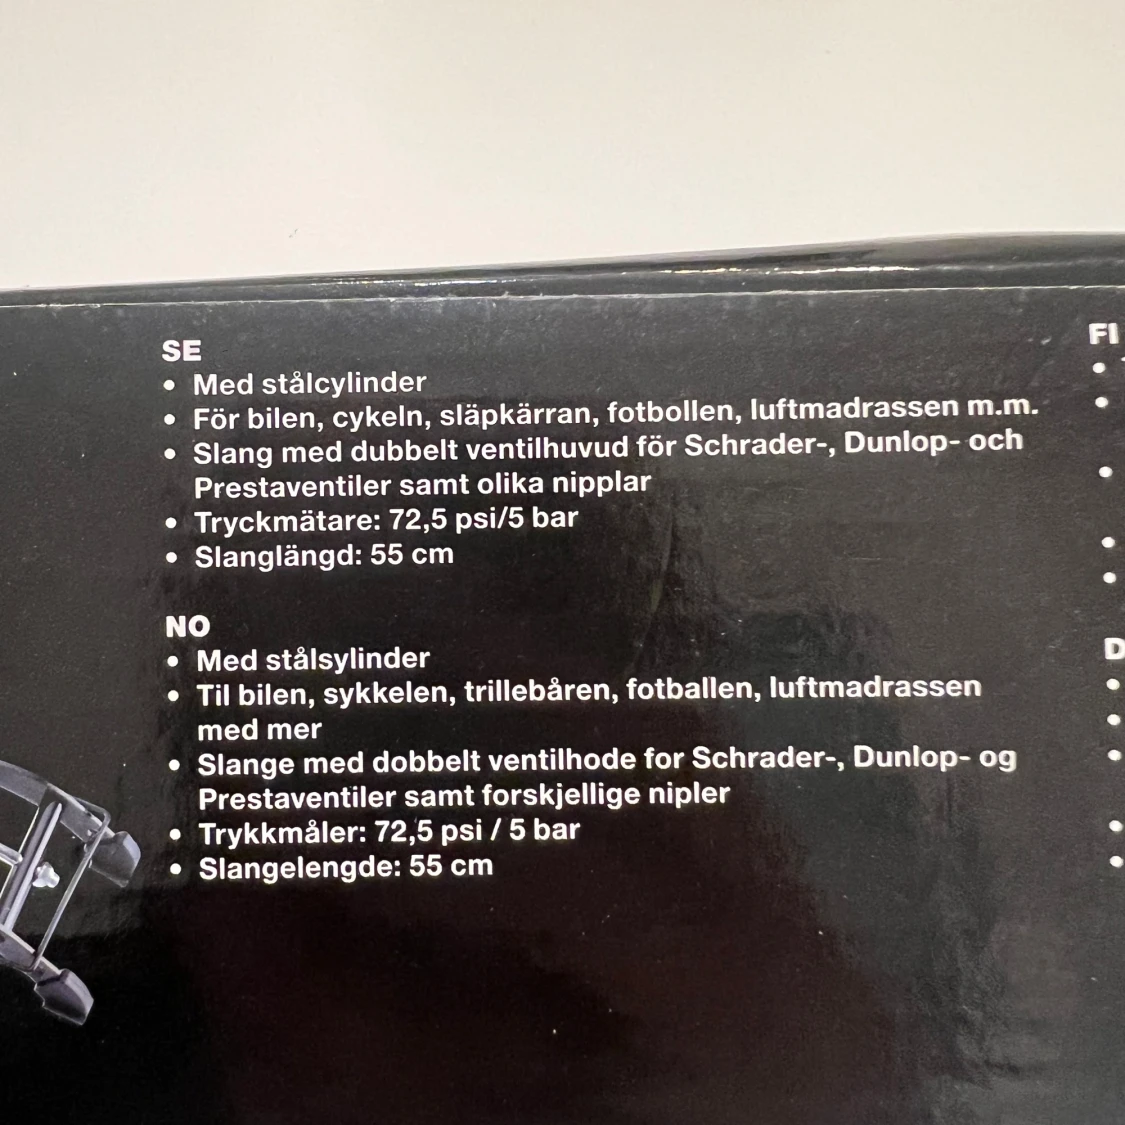 SE
• Med stålcylinder
• För bilen, cykeln, släpkärran, fotbollen, luftmadrassen m.m.
• Slang med dubbelt ventilhuvud för Schrader-, Dunlop- och
Prestaventiler samt olika nipplar
• Tryckmätare: 72,5 psi/5 bar
• Slanglängd: 55 cm
NO
• Med stålsylinder
• Til bilen, sykkelen, trillebåren, fotballen, luftmadrassen
med mer
• Slange med dobbelt ventilhode for Schrader-, Dunlop- og
Prestaventiler samt forskjellige nipler
• Trykkmåler: 72,5 psi / 5 bar
• Slangelengde: 55 cm
FI